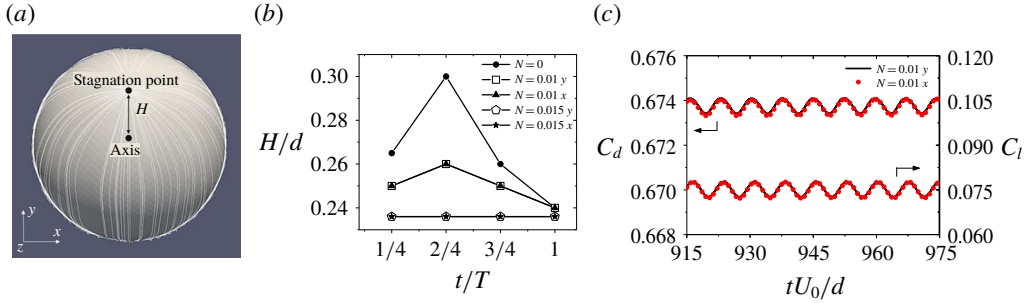 (a)
Stagnation point
H
Axis
y
z
x
(b)
H/d
0.30
0.28
0.26
0.24
N = 0
N = 0.01 y
N = 0.01 x
N = 0.015 y
N = 0.015 x
1/4 2/4 3/4 1
t/T
(c)
C_d
0.676
0.674
0.672
0.670
0.668
N = 0.01 y
N = 0.01 x
0.120
0.105
0.090
0.075
0.060
C_l
915 930 945 960 975
tU_0/d